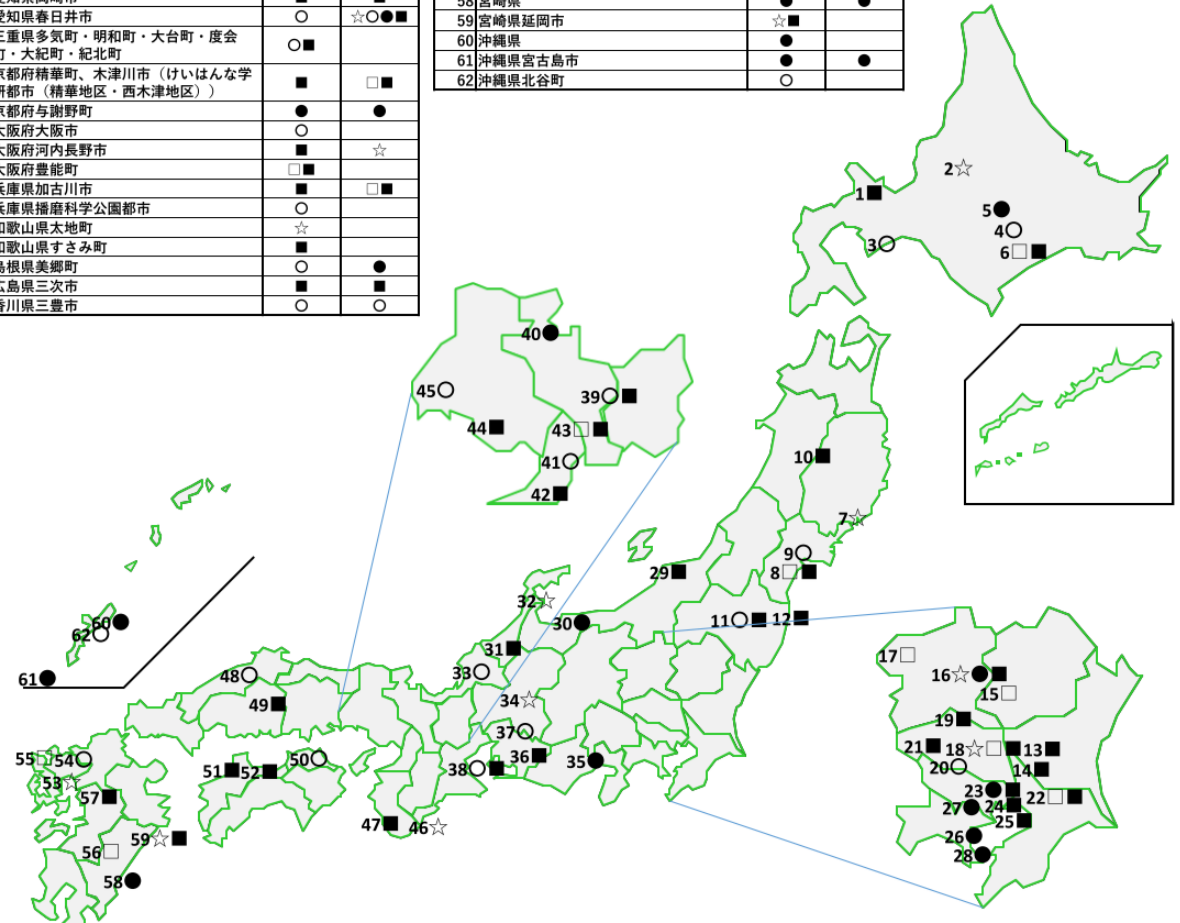 知県春日井市 ○ ☆○●■
重県多気町・明和町・大台町・度会
町・大紀町・紀北町 ○■
都府精華町、木津川市（けいはんな学
研都市（精華地区・西木津地区）） ■ □■
京都府与謝野町 ● ●
大阪府大阪市 ○
大阪府河内長野市 ■ ☆
大阪府豊能町 □■
兵庫県加古川市 ■ □■
兵庫県播磨科学公園都市 ○
和歌山県太地町 ☆
和歌山県すさみ町 ■
島根県美郷町 ○ ●
広島県三次市 ■ ■
香川県三豊市 ○ ○
58 宮崎県 ● ●
59 宮崎県延岡市 ☆■
60 沖縄県 ●
61 沖縄県宮古島市 ● ●
62 沖縄県北谷町 ○
2☆
1■
5●
4○
3○
6□■
40●
45○
39○■
44■
43□■
41○
42■
10■
7☆
9○
29■
8□■
32☆
60●
62○
30●
11○■
12■
31■
17□
33○
16☆●■
48○
61●
15□
34☆
49■
19■
37○
21■
18☆□■
13■
36■
55□
54○
50○
35●
20○
38○■
14■
51■
52■
53☆
23●■
57■
22□■
24■
27●
25■
47■
46☆
59☆■
26●
56□
28●
58●